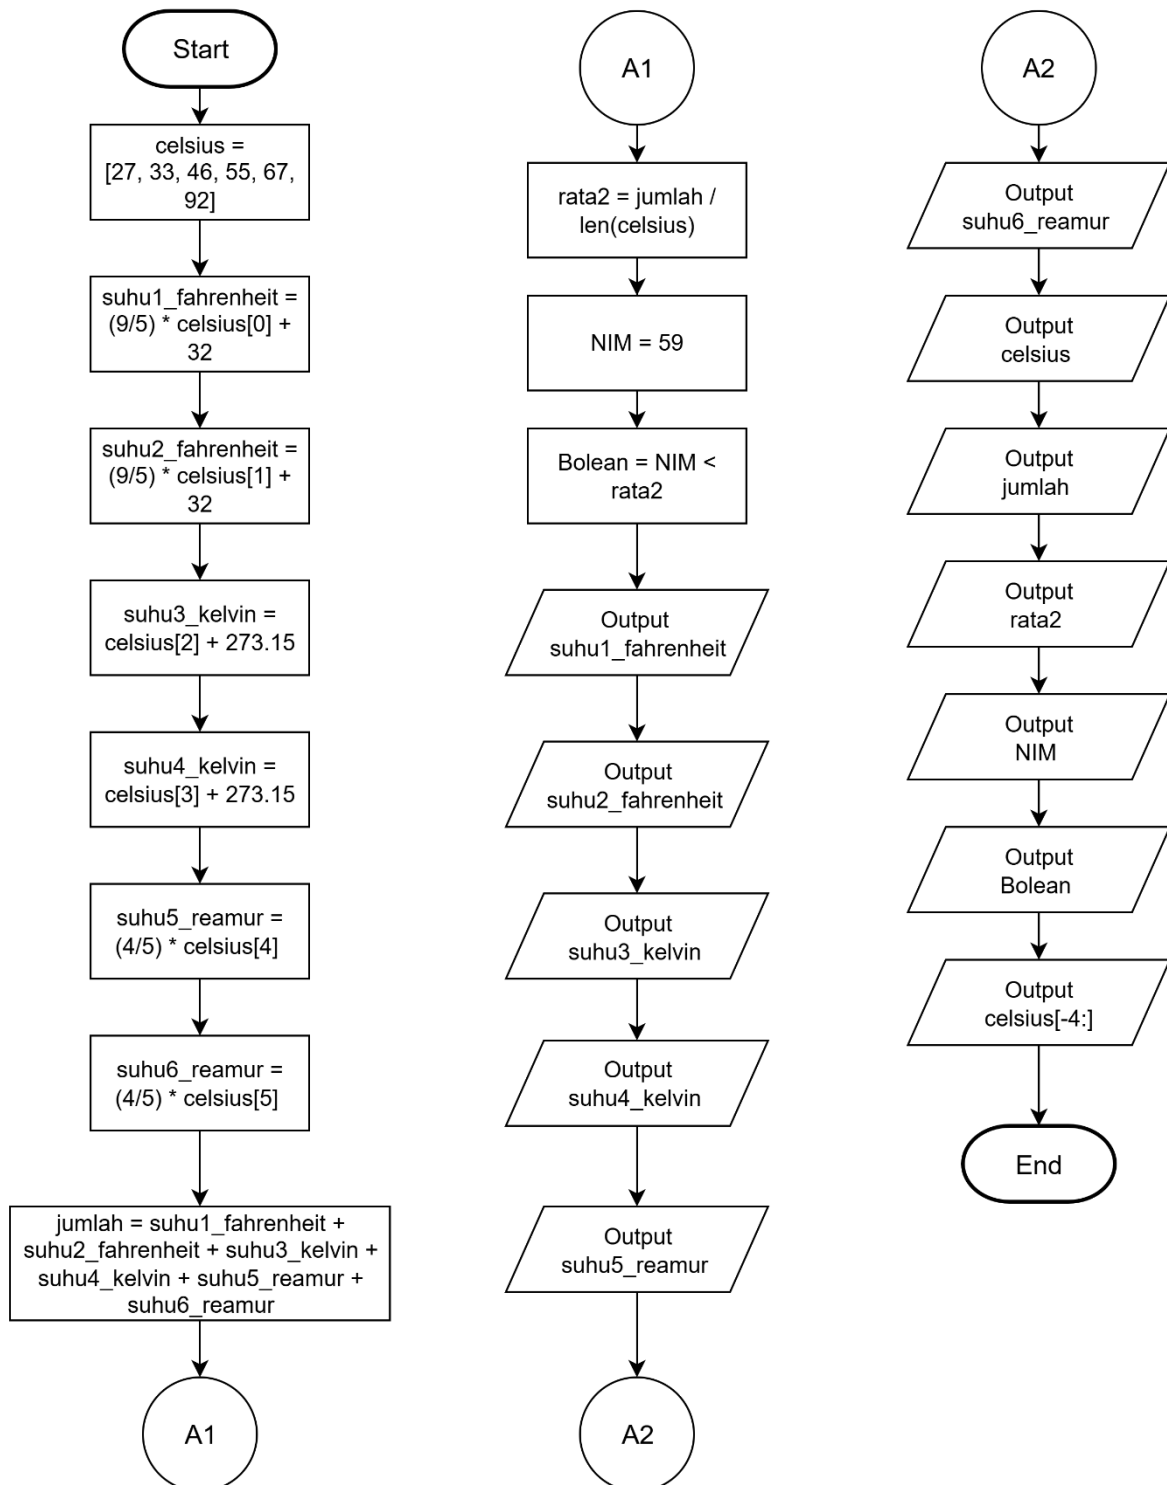 Start
celsius =
[27, 33, 46, 55, 67,
92]
suhu1_fahrenheit =
(9/5) * celsius[0] +
32
suhu2_fahrenheit =
(9/5) * celsius[1] +
32
suhu3_kelvin =
celsius[2] + 273.15
suhu4_kelvin =
celsius[3] + 273.15
suhu5_reamur =
(4/5) * celsius[4]
suhu6_reamur =
(4/5) * celsius[5]
jumlah = suhu1_fahrenheit +
suhu2_fahrenheit + suhu3_kelvin +
suhu4_kelvin + suhu5_reamur +
suhu6_reamur
A1
A1
rata2 = jumlah /
len(celsius)
NIM = 59
Bolean = NIM <
rata2
Output
suhu1_fahrenheit
Output
suhu2_fahrenheit
Output
suhu3_kelvin
Output
suhu4_kelvin
Output
suhu5_reamur
A2
A2
Output
suhu6_reamur
Output
celsius
Output
jumlah
Output
rata2
Output
NIM
Output
Bolean
Output
celsius[-4:]
End